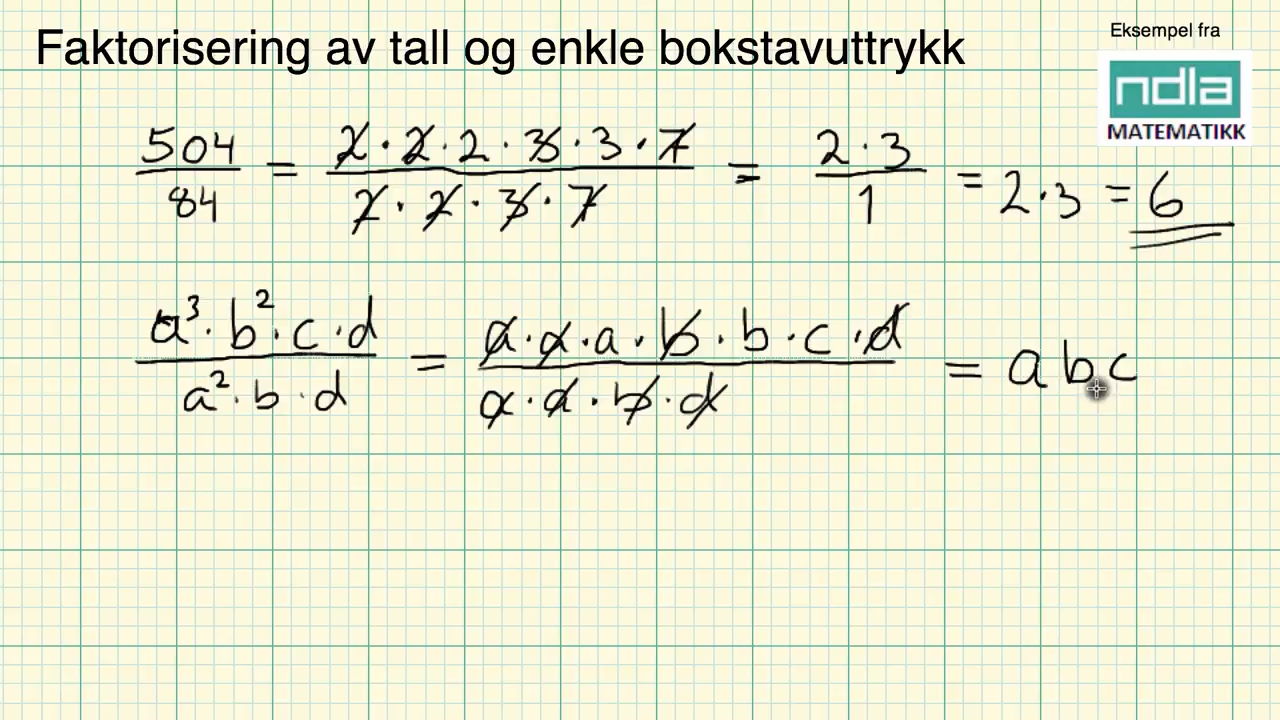 Faktorisering av tall og enkle bokstavuttrykk
Eksempel fra
ndla
MATEMATIKK
504/84 = 2·2·2·3·3·7/2·2·3·7 = 2·3/1 = 2·3 = 6
a³·b²·c·d/a²·b·d = a·a·a·b·b·c·d/a·a·b·d = abc